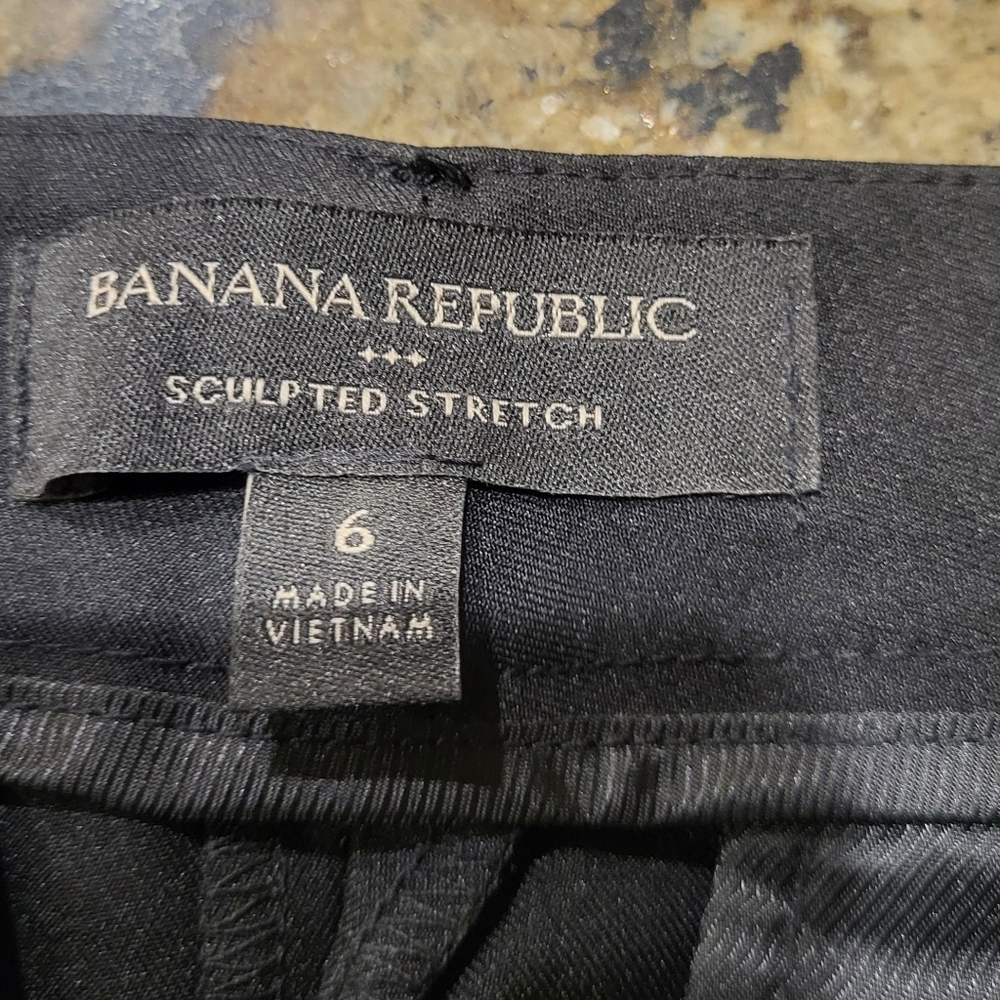 BANANA REPUBLIC
SCULPTED STRETCH
6
MADE IN
VIETNAM